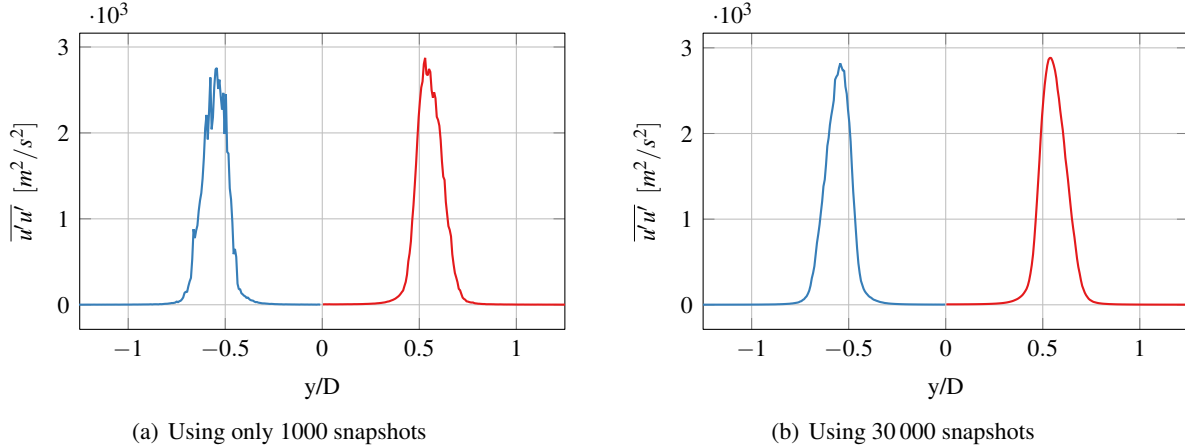 ·10³
3
2
1
0
u′u′ [m²/s²]
−1 −0.5 0 0.5 1
y/D
(a) Using only 1000 snapshots
·10³
3
2
1
0
u′u′ [m²/s²]
−1 −0.5 0 0.5 1
y/D
(b) Using 30 000 snapshots